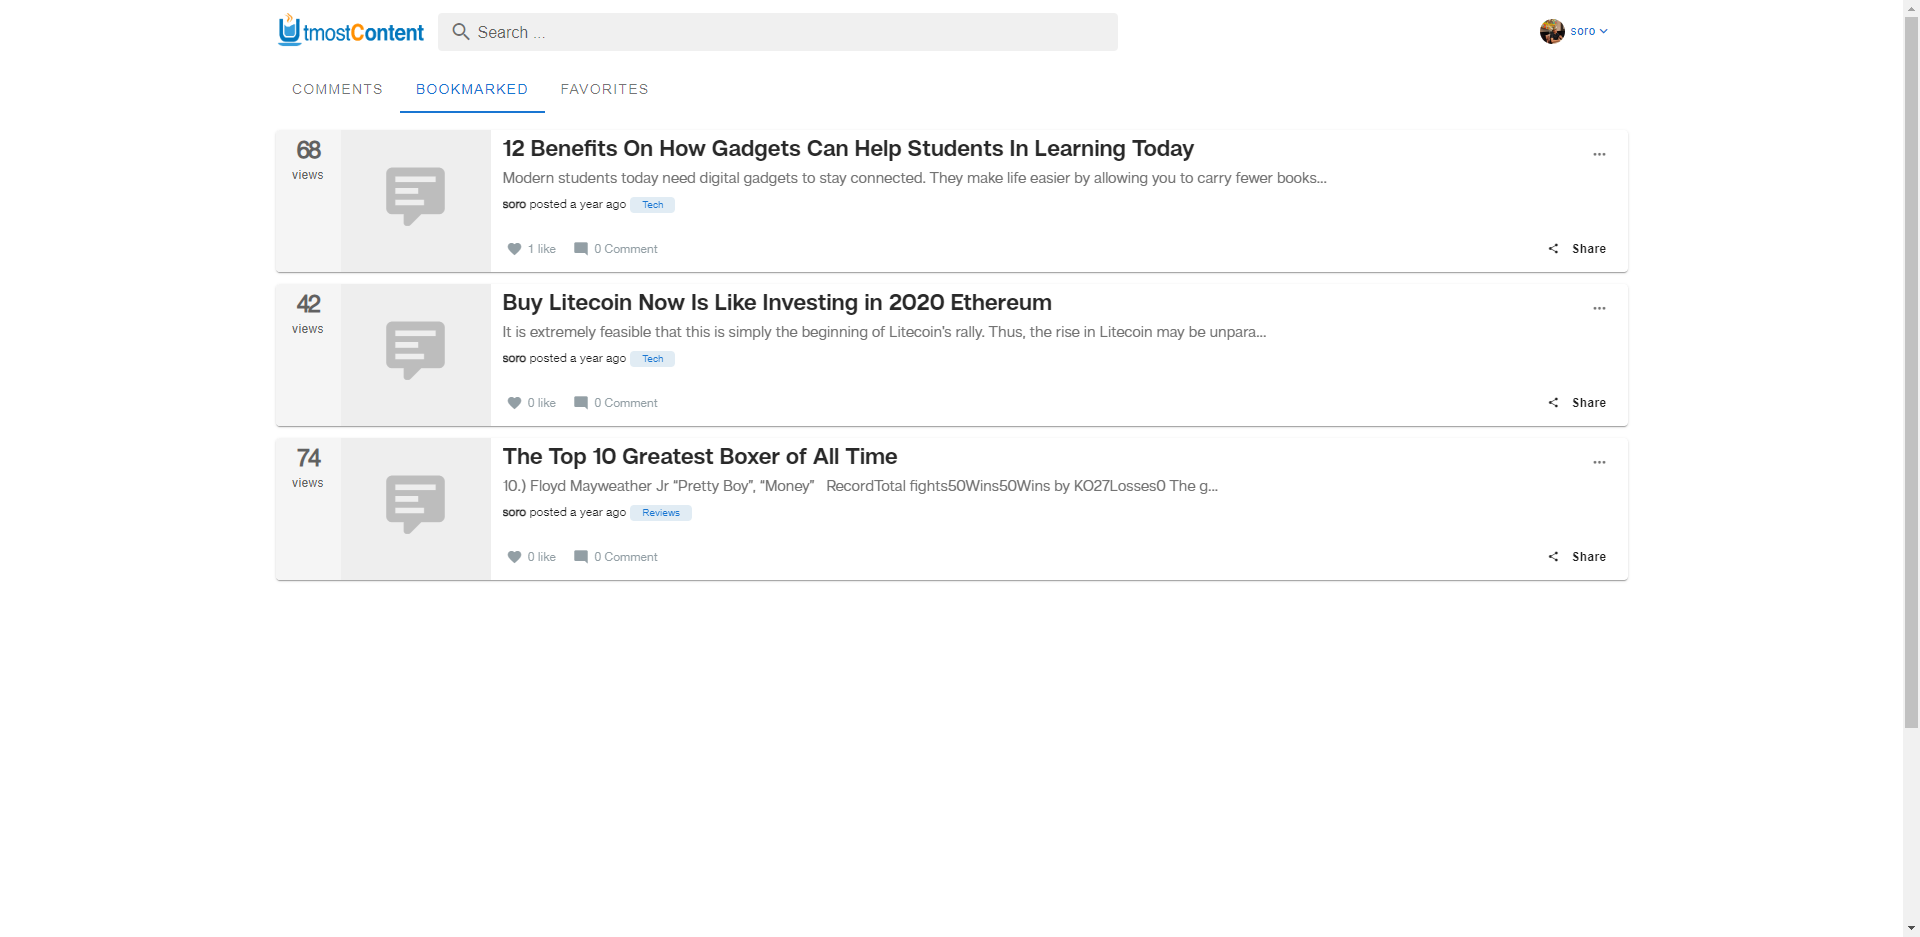 UtmostContent
Search ...
soro
COMMENTS
BOOKMARKED
FAVORITES
68
views
12 Benefits On How Gadgets Can Help Students In Learning Today
Modern students today need digital gadgets to stay connected. They make life easier by allowing you to carry fewer books...
soro posted a year ago Tech
1 like 0 Comment
Share
42
views
Buy Litecoin Now Is Like Investing in 2020 Ethereum
It is extremely feasible that this is simply the beginning of Litecoin's rally. Thus, the rise in Litecoin may be unpara...
soro posted a year ago Tech
0 like 0 Comment
Share
74
views
The Top 10 Greatest Boxer of All Time
10.) Floyd Mayweather Jr “Pretty Boy”, “Money”   RecordTotal fights50Wins50Wins by KO27Losses0 The g...
soro posted a year ago Reviews
0 like 0 Comment
Share